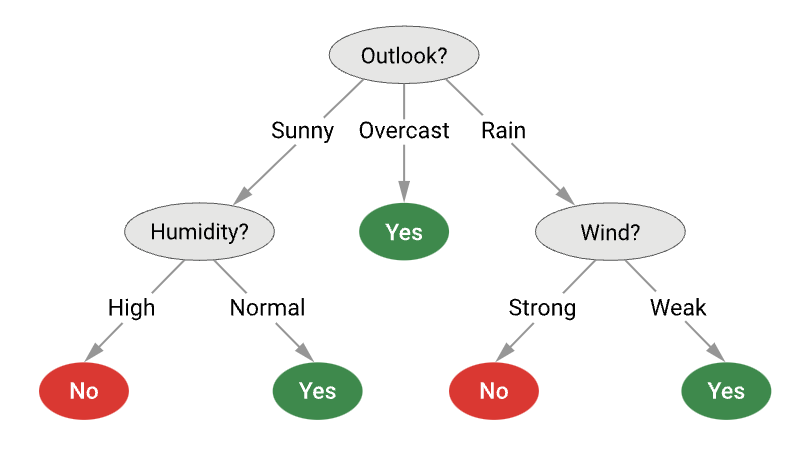 Outlook?
Sunny
Overcast
Rain
Humidity?
Yes
Wind?
High
Normal
Strong
Weak
No
Yes
No
Yes